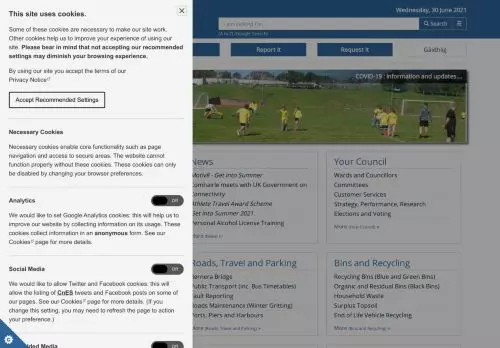 This site uses cookies.
Some of these cookies are necessary to make our site work.
Other cookies help us to improve your experience of using our
site. Please bear in mind that not accepting our recommended
settings may diminish your browsing experience.
By using our site you accept the terms of our
Privacy Notice
Accept Recommended Settings
Necessary Cookies
Necessary cookies enable core functionality such as page
navigation and access to secure areas. The website cannot
function properly without these cookies. These cookies can only
be disabled by changing your browser preferences.
Analytics
Off
We would like to set Google Analytics cookies: this will help us to
improve our website by collecting information on its usage. These
cookies collect information in an anonymous form. See our
Cookies page for more details.
Social Media
Off
We would like to allow Twitter and Facebook cookies: this will
allow the listing of CnES tweets and Facebook posts on some of
our pages. See our Cookies page for more details. (If you
change this setting, you may need to refresh the page to action
your preference.)
Media
Off
Wednesday, 30 June 2021
I am looking for...
Search
(A to Z, Google Search)
Report It
Request It
Gàidhlig
COVID-19 : Information and updates ...
News
Motiv8 - Get into Summer
Comhairle meets with UK Government on
Connectivity
Athlete Travel Award Scheme
Get Into Summer 2021
Personal Alcohol License Training
More (News) »
Your Council
Wards and Councillors
Committees
Customer Services
Strategy, Performance, Research
Elections and Voting
More (Your Council) »
Roads, Travel and Parking
Bernera Bridge
Public Transport (inc. Bus Timetables)
Fault Reporting
Roads Maintenance (Winter Gritting)
Ports, Piers and Harbours
More (Roads, Travel and Parking) »
Bins and Recycling
Recycling Bins (Blue and Green Bins)
Organic and Residual Bins (Black Bins)
Household Waste
Surplus Topsoil
End of Life Vehicle Recycling
More (Bins and Recycling) »